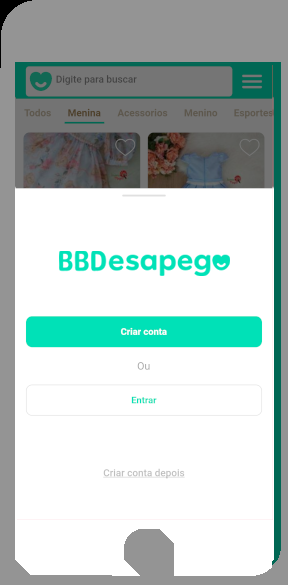 Digite para buscar
Todos Menina Acessorios Menino Esportes
BBDesapego
Criar conta
Ou
Entrar
Criar conta depois